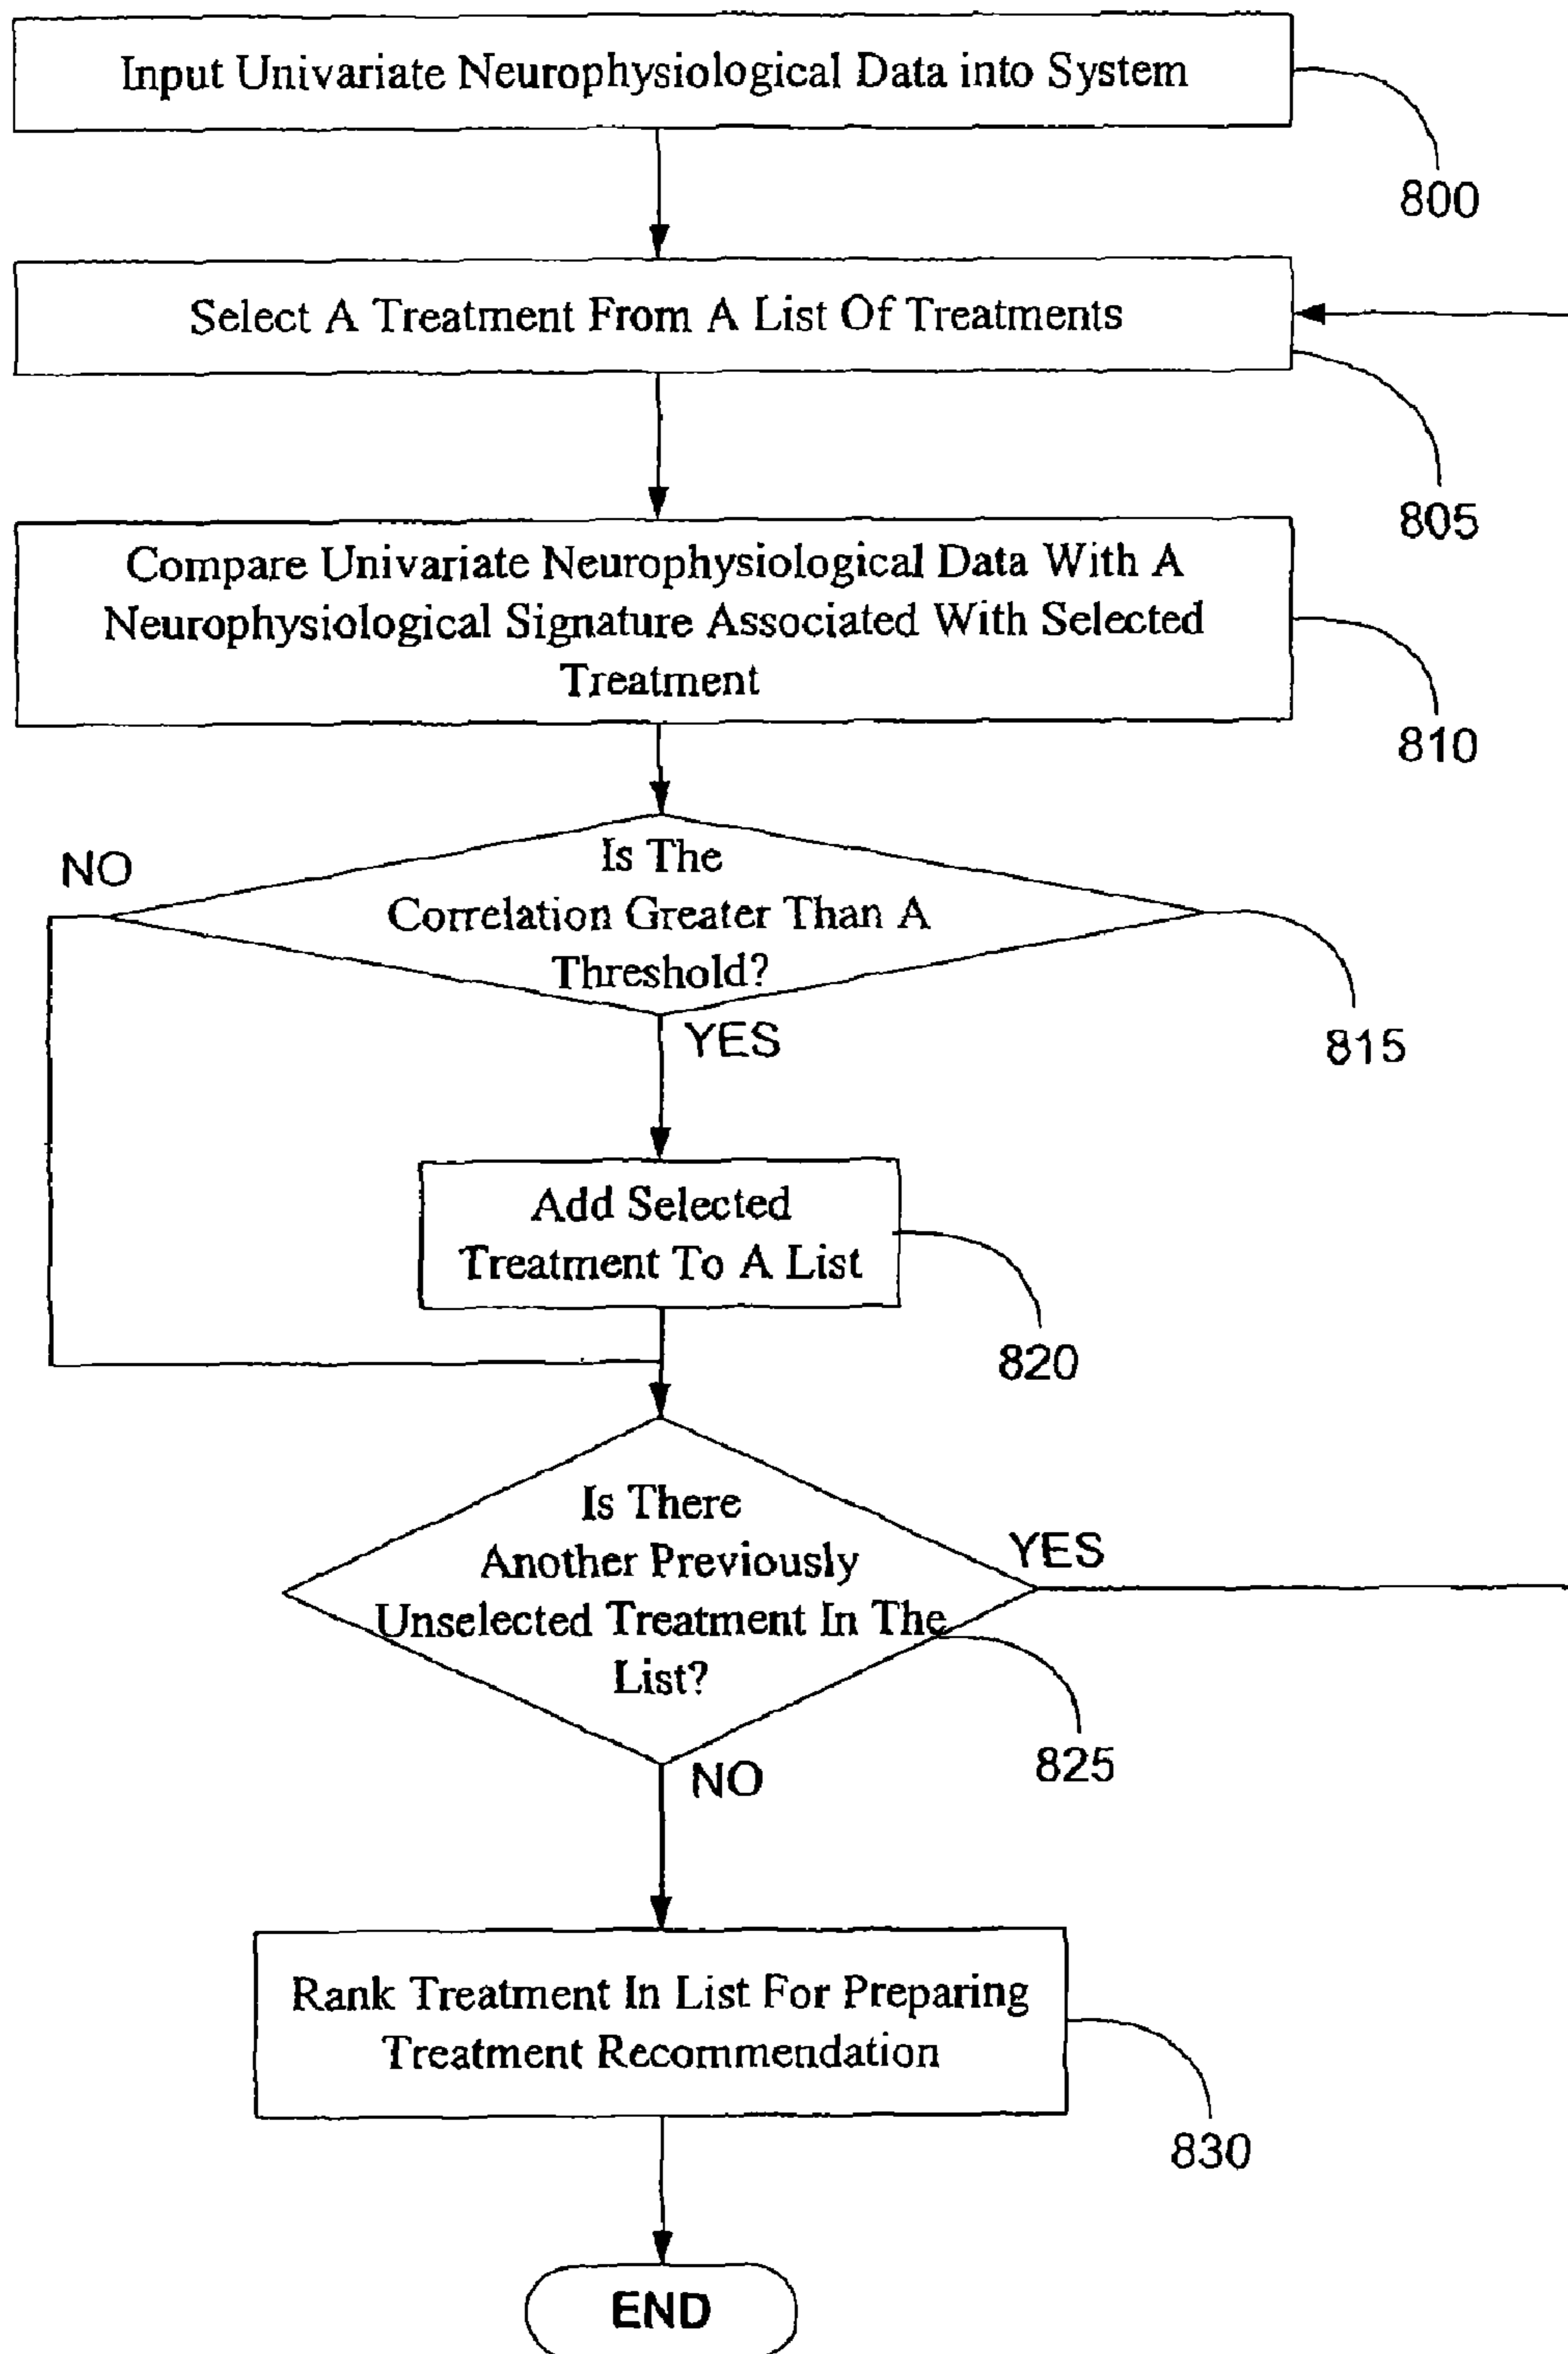 Input Univariate Neurophysiological Data into System
800
Select A Treatment From A List Of Treatments
805
Compare Univariate Neurophysiological Data With A
Neurophysiological Signature Associated With Selected
Treatment
810
NO
Is The
Correlation Greater Than A
Threshold?
815
YES
Add Selected
Treatment To A List
820
Is There
Another Previously
Unselected Treatment In The
List?
YES
825
NO
Rank Treatment In List For Preparing
Treatment Recommendation
830
END